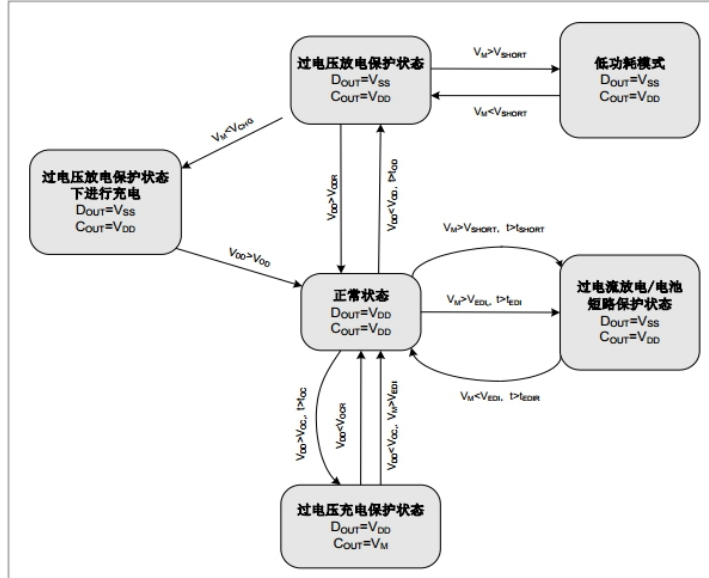 过电压放电保护状态
DOUT=VSS
COUT=VDD
VM>VSHORT
VM<VSHORT
低功耗模式
DOUT=VSS
COUT=VDD
VM<VCHG
过电压放电保护状态
下进行充电
DOUT=VSS
COUT=VDD
VDD>VOD
VDD>VODR
VDD<VOD, t>tOD
正常状态
DOUT=VDD
COUT=VDD
VM>VSHORT, t>tSHORT
VM>VEDI, t>tEDI
VM<VEDI, t>tEDIR
过电流放电/电池
短路保护状态
DOUT=VSS
COUT=VDD
VDD>VOC, t>tOC
VDD<VOCR
VDD<VOC, VM>VEDI
过电压充电保护状态
DOUT=VDD
COUT=VM